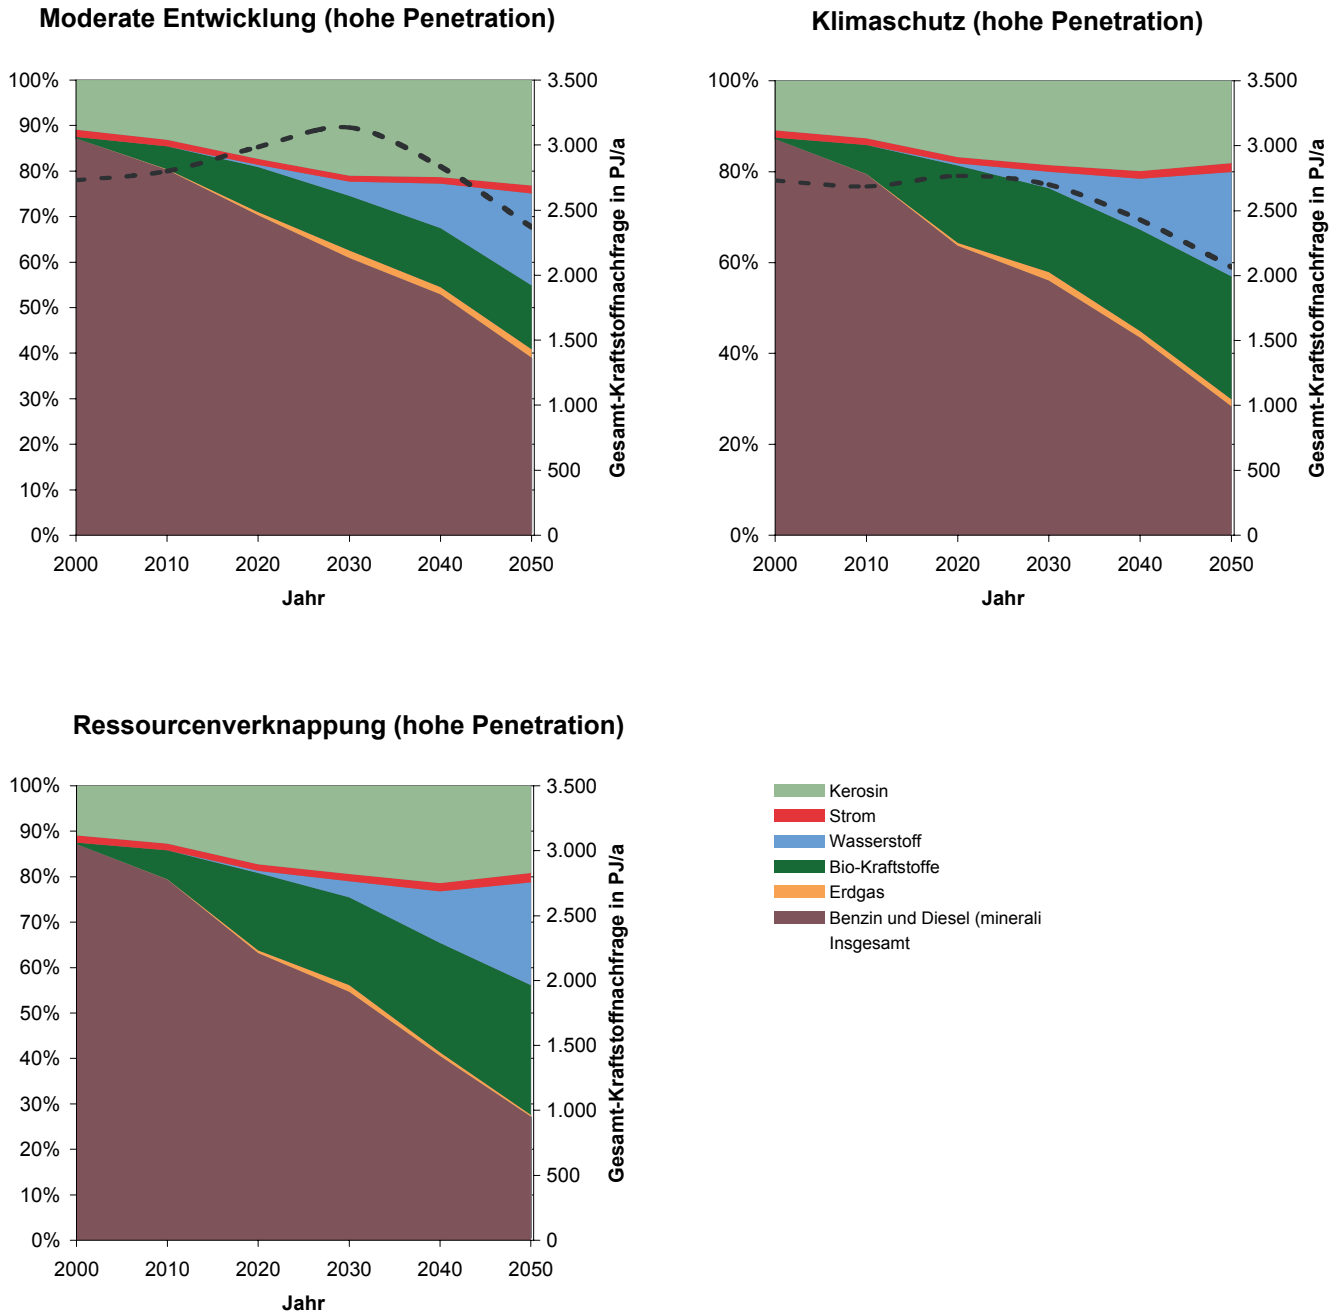 Moderate Entwicklung (hohe Penetration)
100%
90%
80%
70%
60%
50%
40%
30%
20%
10%
0%
3.500
3.000
2.500
2.000
1.500
1.000
500
0
Gesamt-Kraftstoffnachfrage in PJ/a
2000 2010 2020 2030 2040 2050
Jahr
Klimaschutz (hohe Penetration)
100%
80%
60%
40%
20%
0%
3.500
3.000
2.500
2.000
1.500
1.000
500
0
Gesamt-Kraftstoffnachfrage in PJ/a
2000 2010 2020 2030 2040 2050
Jahr
Ressourcenverknappung (hohe Penetration)
100%
90%
80%
70%
60%
50%
40%
30%
20%
10%
0%
3.500
3.000
2.500
2.000
1.500
1.000
500
0
Gesamt-Kraftstoffnachfrage in PJ/a
2000 2010 2020 2030 2040 2050
Jahr
Kerosin
Strom
Wasserstoff
Bio-Kraftstoffe
Erdgas
Benzin und Diesel (minerali
Insgesamt